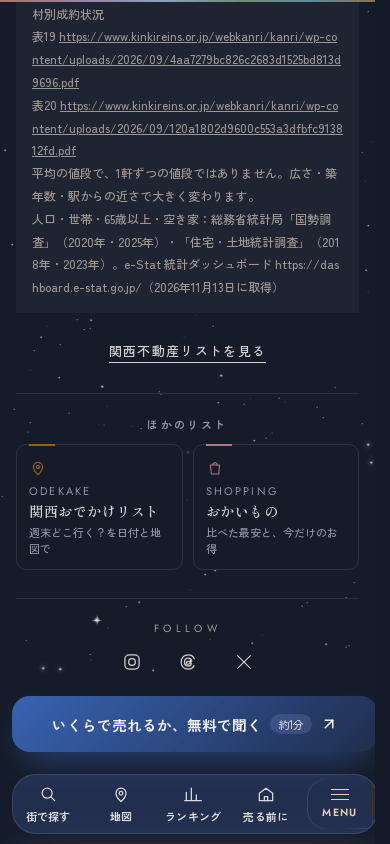 村別成約状況
表19 https://www.kinkireins.or.jp/webkanri/kanri/wp-co
ntent/uploads/2026/09/4aa7279bc826c2683d1525bd813d
9696.pdf
表20 https://www.kinkireins.or.jp/webkanri/kanri/wp-co
ntent/uploads/2026/09/120a1802d9600c553a3dfbfc9138
12fd.pdf
平均の値段で、1軒ずつの値段ではありません。広さ・築
年数・駅からの近さで大きく変わります。
人口・世帯・65歳以上・空き家：総務省統計局「国勢調
査」（2020年・2025年）・「住宅・土地統計調査」（201
8年・2023年）。e-Stat 統計ダッシュボード https://das
hboard.e-stat.go.jp/（2026年11月13日に取得）
関西不動産リストを見る
ほかのリスト
ODEKAKE
関西おでかけリスト
週末どこ行く？を日付と地
図で
SHOPPING
おかいもの
比べた最安と、今だけのお
得
FOLLOW
いくらで売れるか、無料で聞く 約1分
街で探す
地図
ランキング
売る前に
MENU